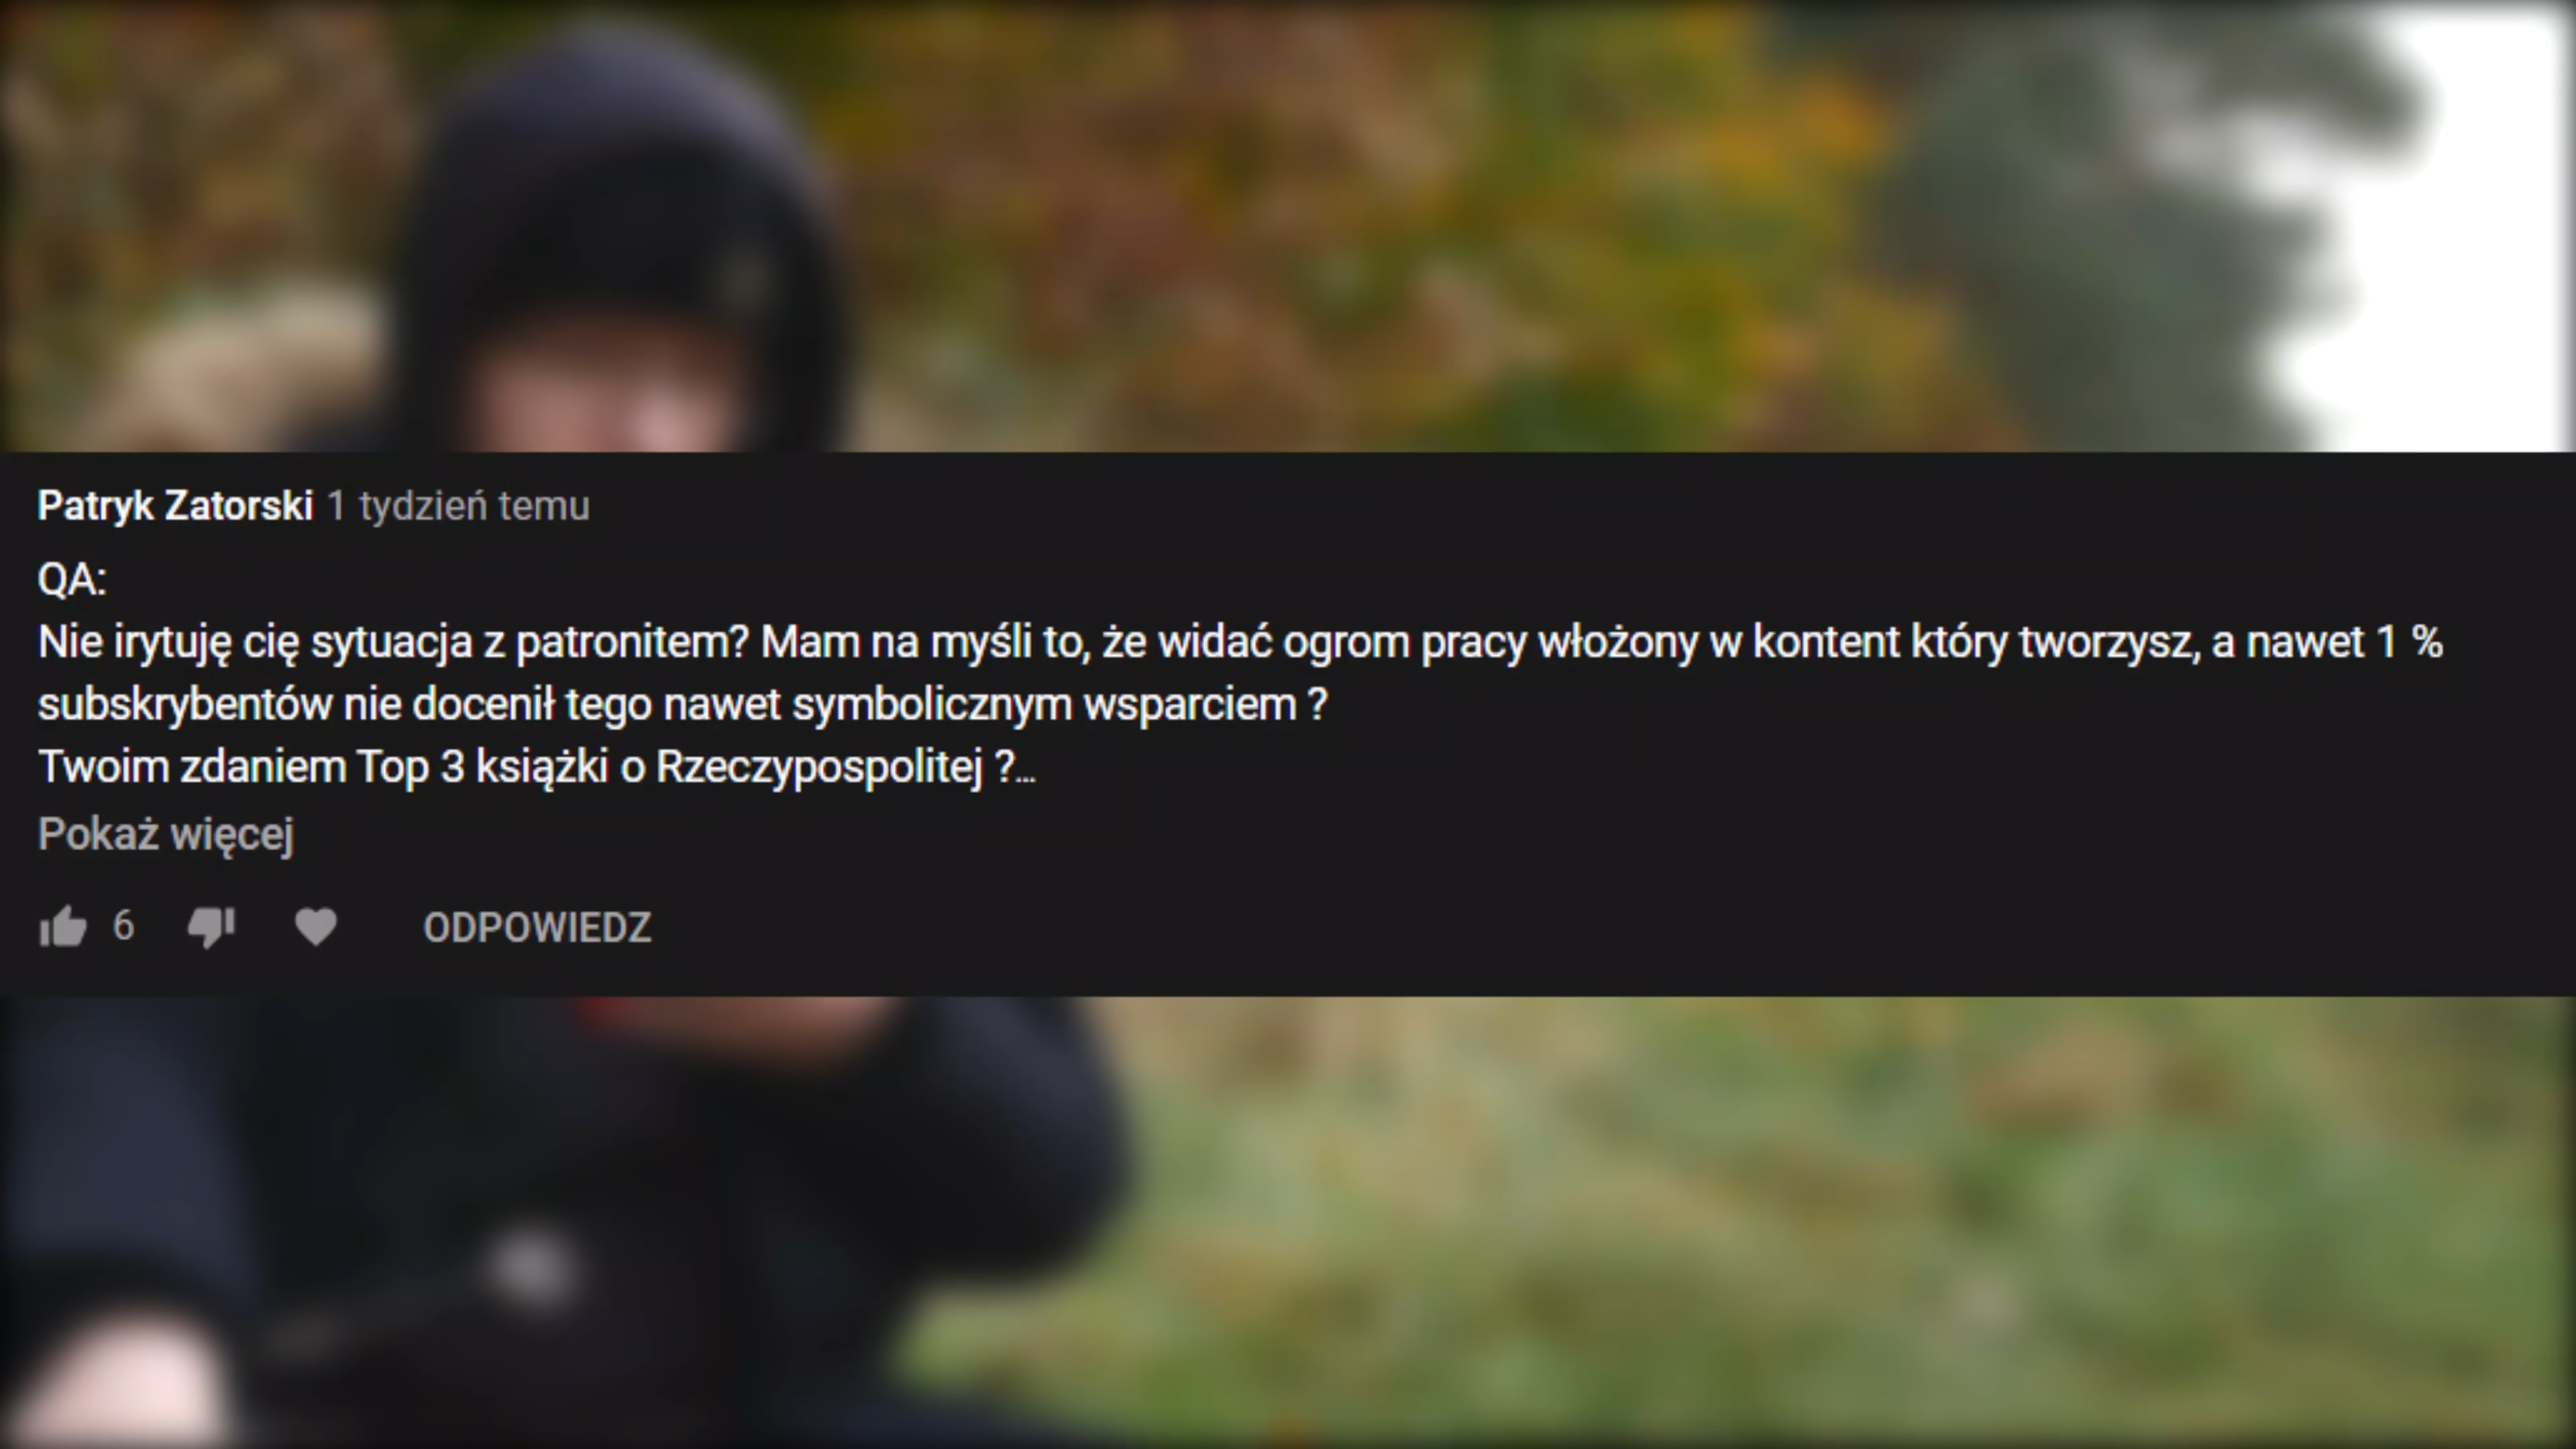 Patryk Zatorski 1 tydzień temu
QA:
Nie irytuję cię sytuacja z patronitem? Mam na myśli to, że widać ogrom pracy włożony w kontent który tworzysz, a nawet 1 %
subskrybentów nie docenił tego nawet symbolicznym wsparciem ?
Twoim zdaniem Top 3 książki o Rzeczypospolitej ?...
Pokaż więcej
6 ODPOWIEDZ